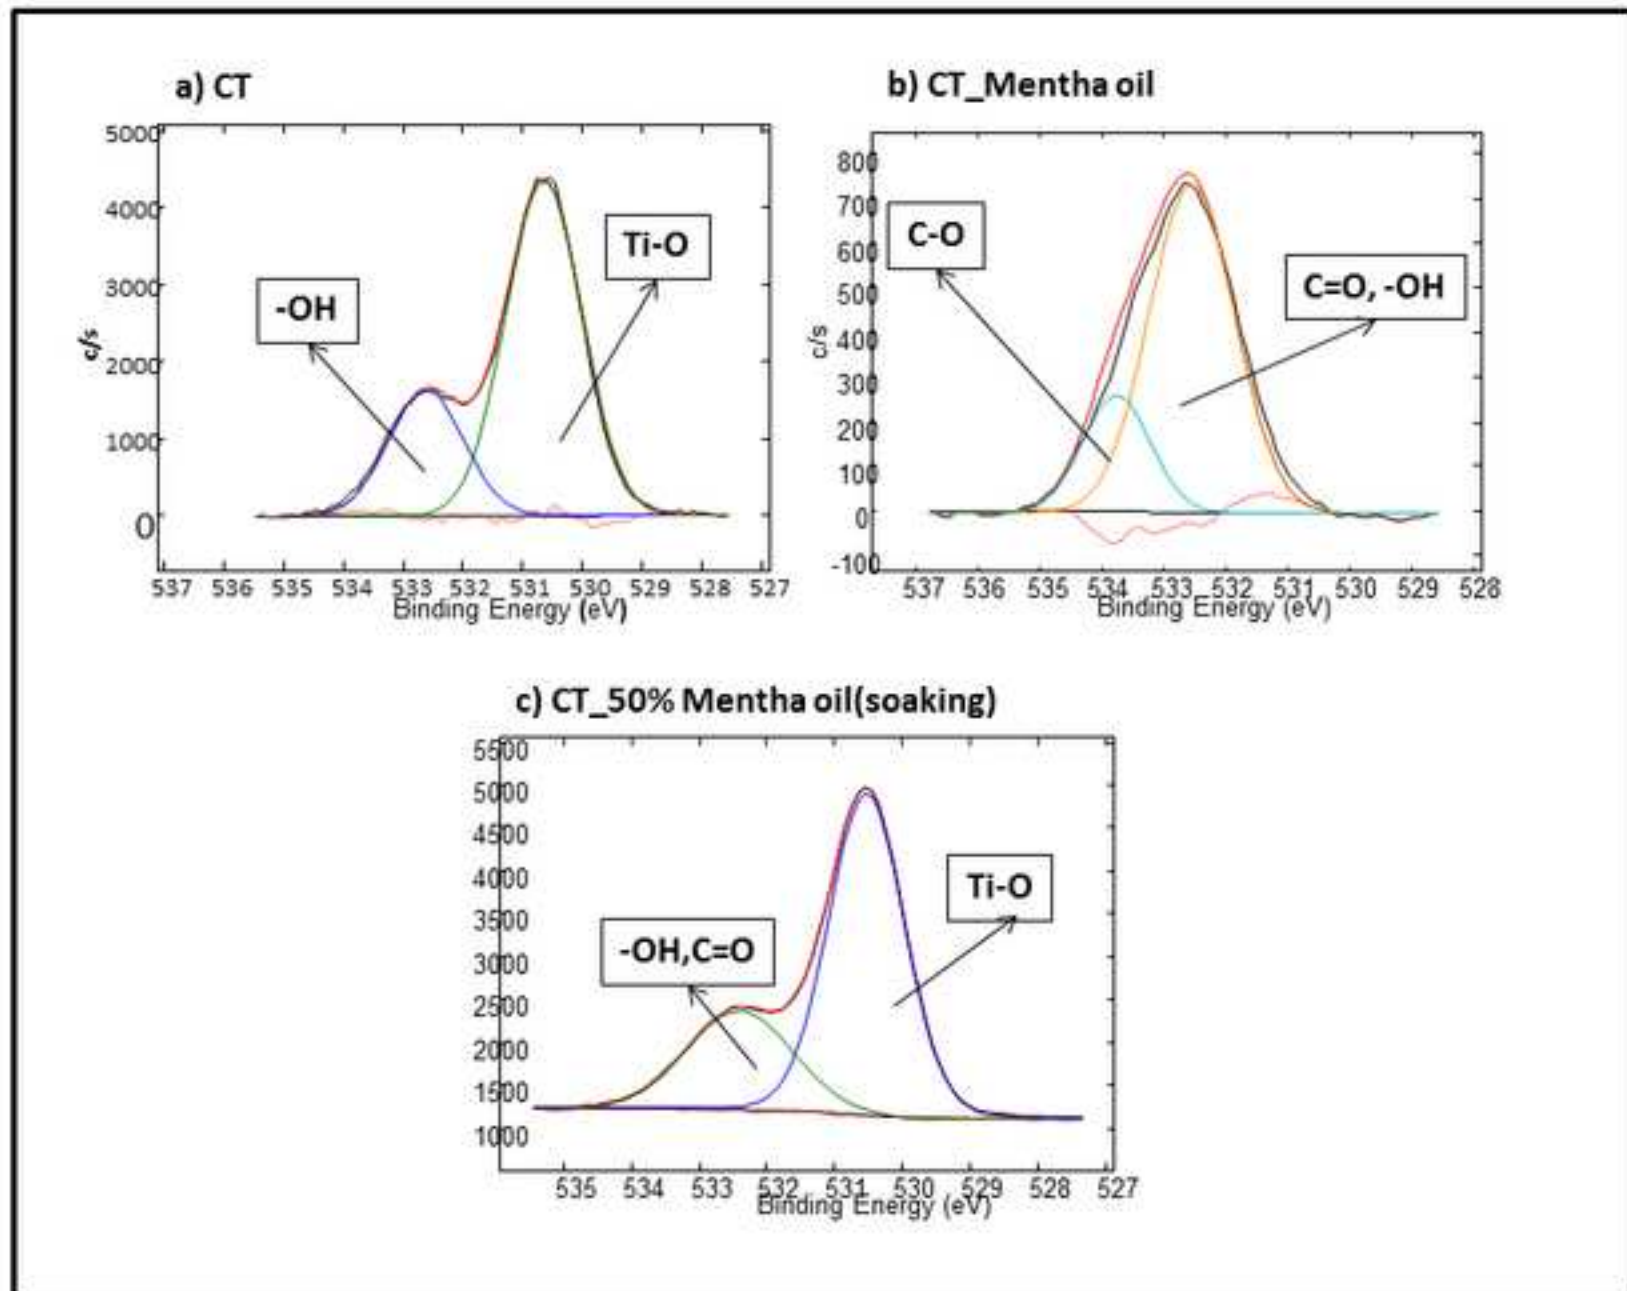 a) CT
5000
4000
3000
2000
1000
0
c/s
-OH
Ti-O
537 536 535 534 533 532 531 530 529 528 527
Binding Energy (eV)
b) CT_Mentha oil
800
700
600
500
400
300
200
100
0
-100
c/s
C-O
C=O, -OH
537 536 535 534 533 532 531 530 529 528
Binding Energy (eV)
c) CT_50% Mentha oil(soaking)
5500
5000
4500
4000
3500
3000
2500
2000
1500
1000
-OH,C=O
Ti-O
535 534 533 532 531 530 529 528 527
Binding Energy (eV)